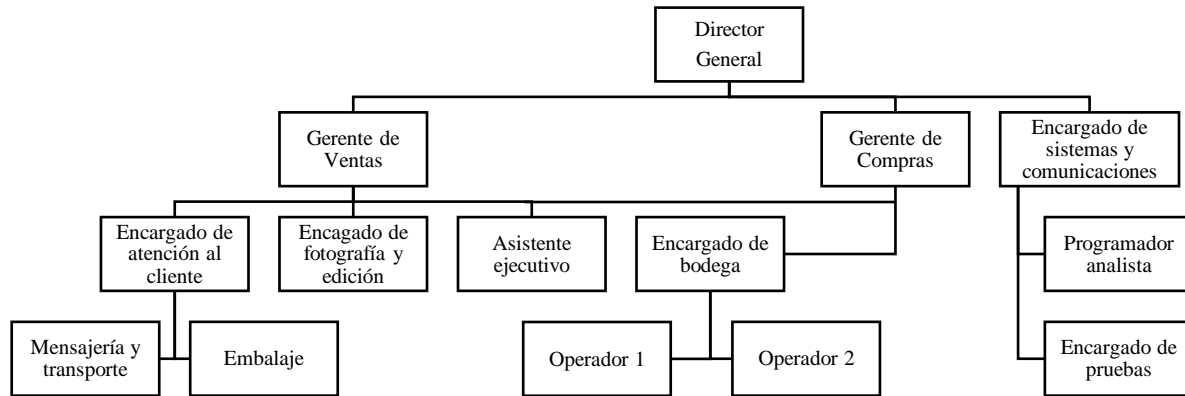 Director
General
Gerente de
Ventas
Gerente de
Compras
Encargado de
sistemas y
comunicaciones
Encargado de
atención al
cliente
Encagado de
fotografía y
edición
Asistente
ejecutivo
Encargado de
bodega
Programador
analista
Mensajería y
transporte
Embalaje
Operador 1
Operador 2
Encargado de
pruebas